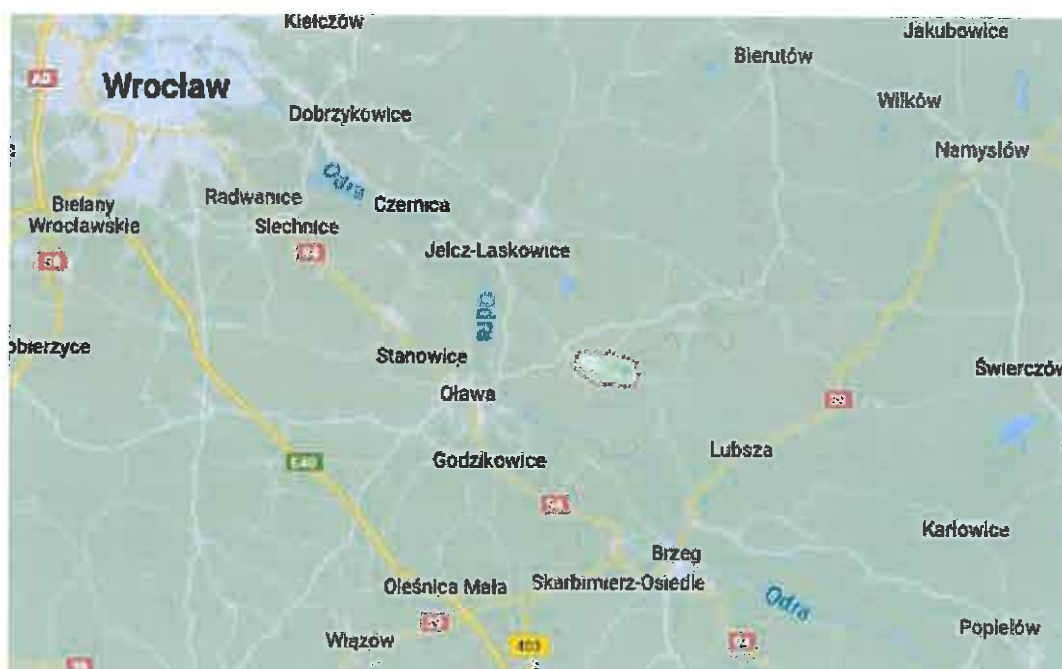 Kiełczów
Jakubowice
Bierutów
A8
Wrocław
Wilków
Dobrzykowice
Namysłów
Odra
Radwanice
Czernica
Bielany
Wrocławskie
Siechnice
Jelcz-Laskowice
Odra
obierzyce
Stanowice
Świerczów
Oława
Lubsza
Godzikowice
E40
Karłowice
Brzeg
Oleśnica Mała
Skarbimierz-Osiedle
Odra
Wiązów
Popielów
403